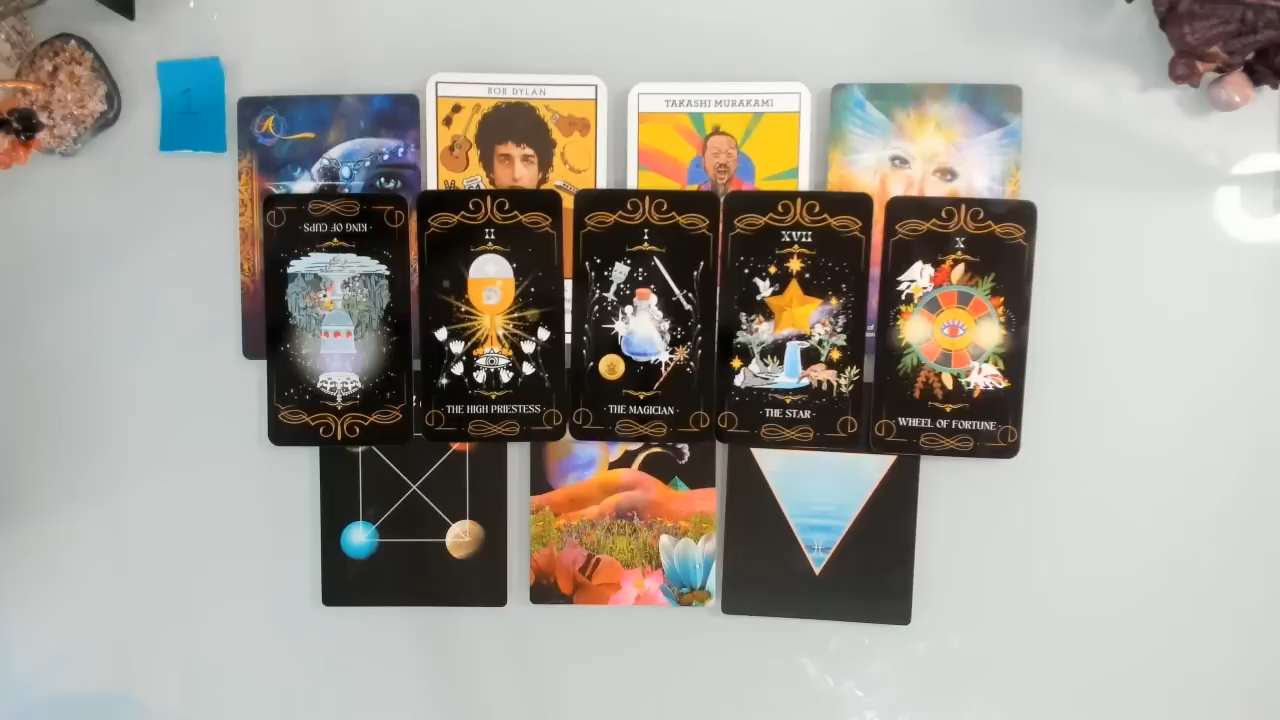 1
BOB DYLAN
TAKASHI MURAKAMI
· KING OF CUPS ·
II
· THE HIGH PRIESTESS ·
I
· THE MAGICIAN ·
XVII
· THE STAR ·
X
· WHEEL OF FORTUNE ·
of